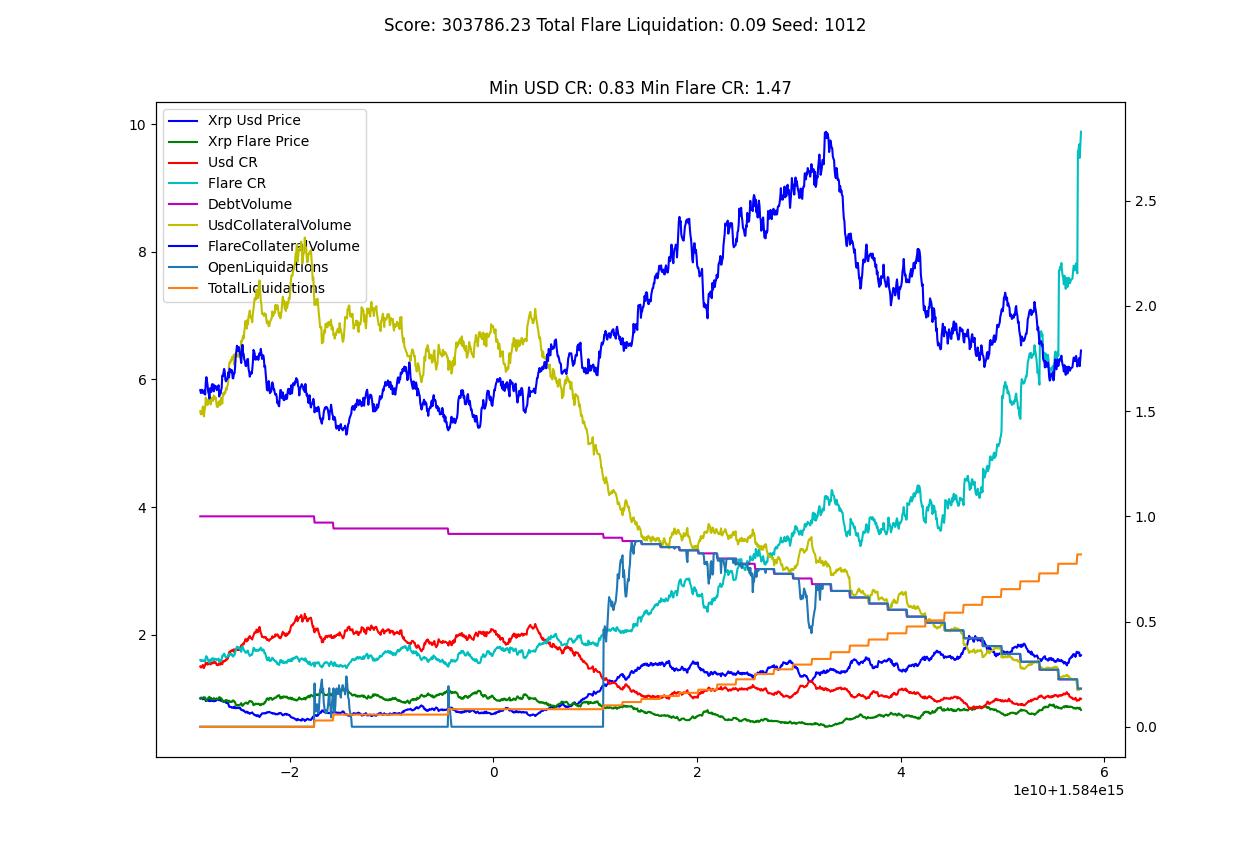 Score: 303786.23 Total Flare Liquidation: 0.09 Seed: 1012
Min USD CR: 0.83 Min Flare CR: 1.47
Xrp Usd Price
Xrp Flare Price
Usd CR
Flare CR
DebtVolume
UsdCollateralVolume
FlareCollateralVolume
OpenLiquidations
TotalLiquidations
10
8
6
4
2
2.5
2.0
1.5
1.0
0.5
0.0
−2
0
2
4
6
1e10+1.584e15